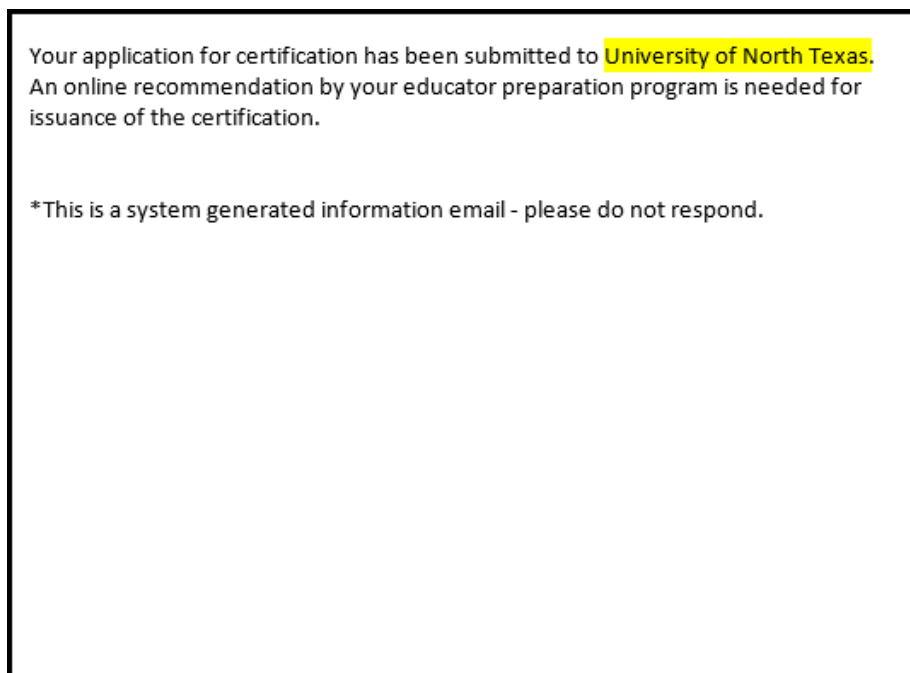 Your application for certification has been submitted to University of North Texas.
An online recommendation by your educator preparation program is needed for
issuance of the certification.
*This is a system generated information email - please do not respond.